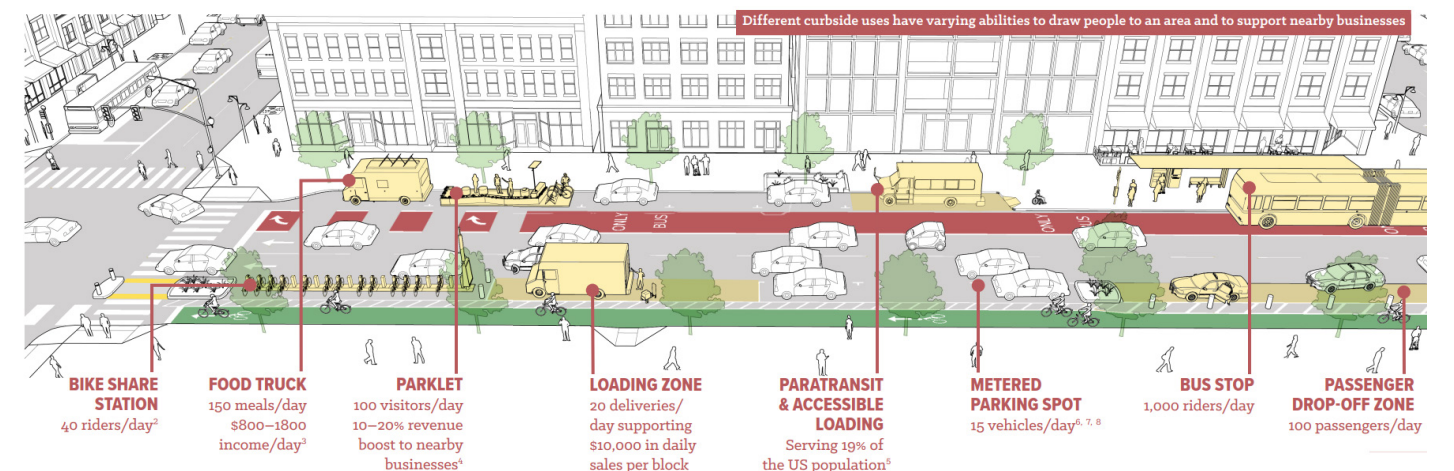 Different curbside uses have varying abilities to draw people to an area and to support nearby businesses
ONLY
BUS
ONLY
BUS
BIKE SHARE
STATION
40 riders/day²
FOOD TRUCK
150 meals/day
$800–1800
income/day³
PARKLET
100 visitors/day
10–20% revenue
boost to nearby
businesses⁴
LOADING ZONE
20 deliveries/
day supporting
$10,000 in daily
sales per block
PARATRANSIT
& ACCESSIBLE
LOADING
Serving 19% of
the US population⁵
METERED
PARKING SPOT
15 vehicles/day⁶, ⁷, ⁸
BUS STOP
1,000 riders/day
PASSENGER
DROP-OFF ZONE
100 passengers/day